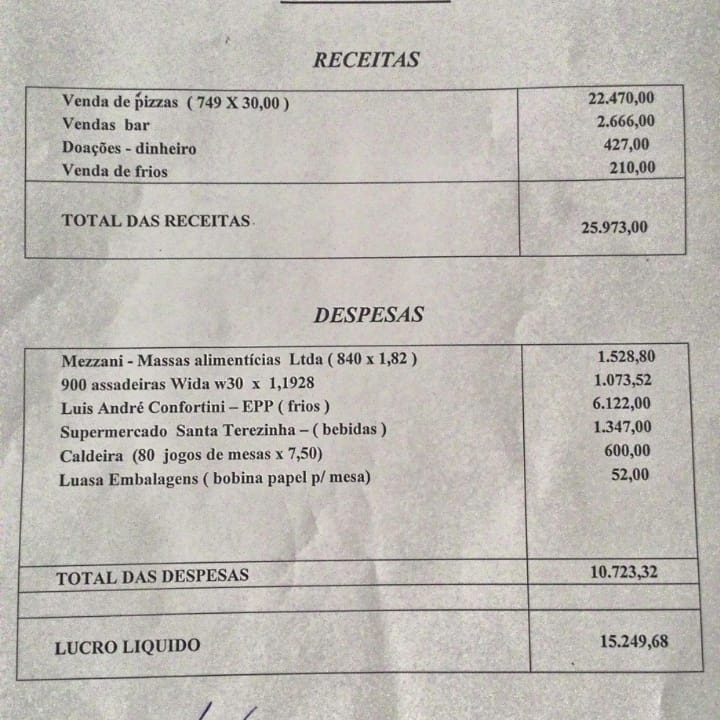 RECEITAS
Venda de pizzas ( 749 X 30,00 ) 22.470,00
Vendas bar 2.666,00
Doações - dinheiro 427,00
Venda de frios 210,00
TOTAL DAS RECEITAS 25.973,00
DESPESAS
Mezzani - Massas alimentícias Ltda ( 840 x 1,82 ) 1.528,80
900 assadeiras Wida w30 x 1,1928 1.073,52
Luis André Confortini – EPP ( frios ) 6.122,00
Supermercado Santa Terezinha – ( bebidas ) 1.347,00
Caldeira (80 jogos de mesas x 7,50) 600,00
Luasa Embalagens ( bobina papel p/ mesa) 52,00
TOTAL DAS DESPESAS 10.723,32
LUCRO LIQUIDO 15.249,68